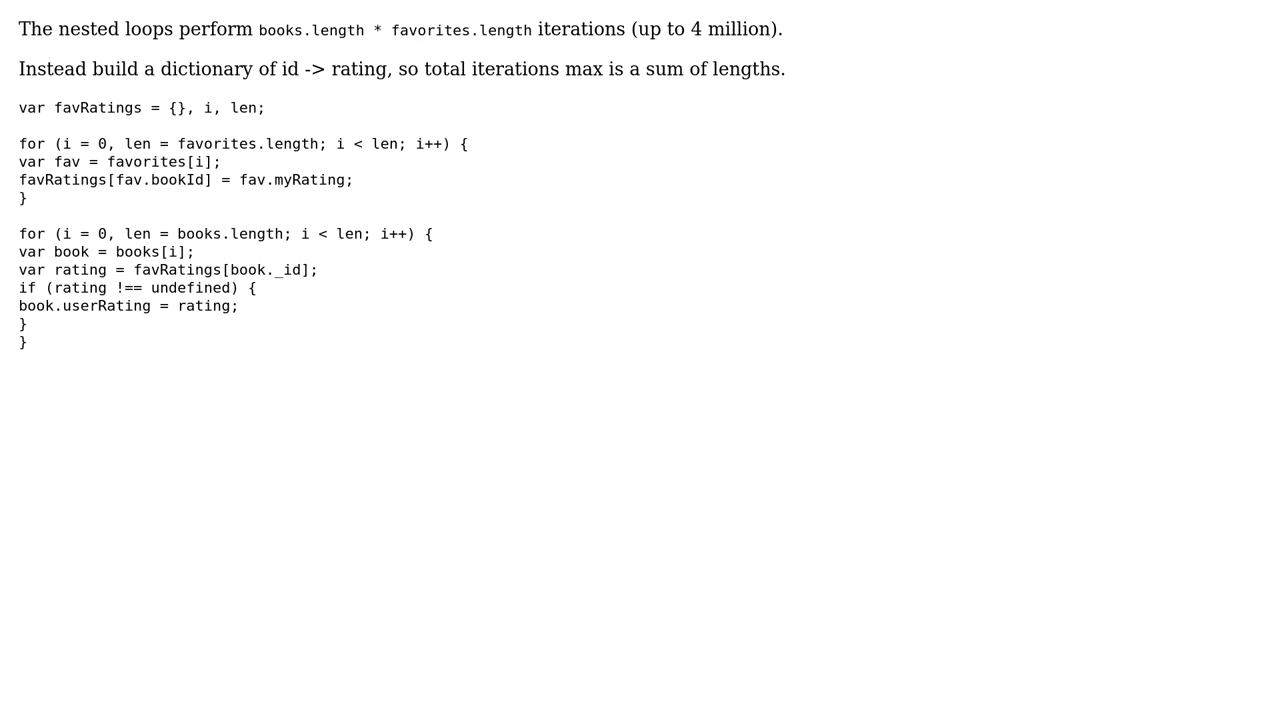 The nested loops perform books.length * favorites.length iterations (up to 4 million).
Instead build a dictionary of id -> rating, so total iterations max is a sum of lengths.
var favRatings = {}, i, len;
for (i = 0, len = favorites.length; i < len; i++) {
var fav = favorites[i];
favRatings[fav.bookId] = fav.myRating;
}
for (i = 0, len = books.length; i < len; i++) {
var book = books[i];
var rating = favRatings[book._id];
if (rating !== undefined) {
book.userRating = rating;
}
}